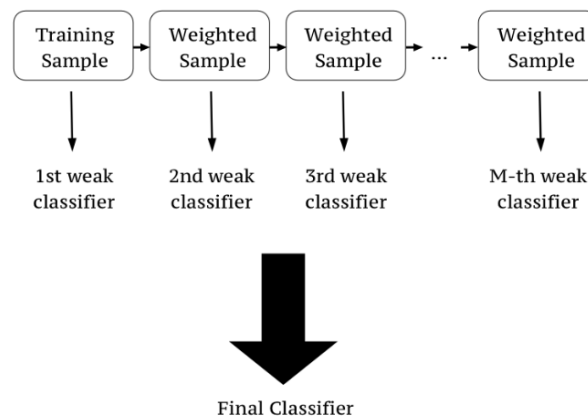 Training
Sample
Weighted
Sample
Weighted
Sample
...
Weighted
Sample
1st weak
classifier
2nd weak
classifier
3rd weak
classifier
M-th weak
classifier
Final Classifier